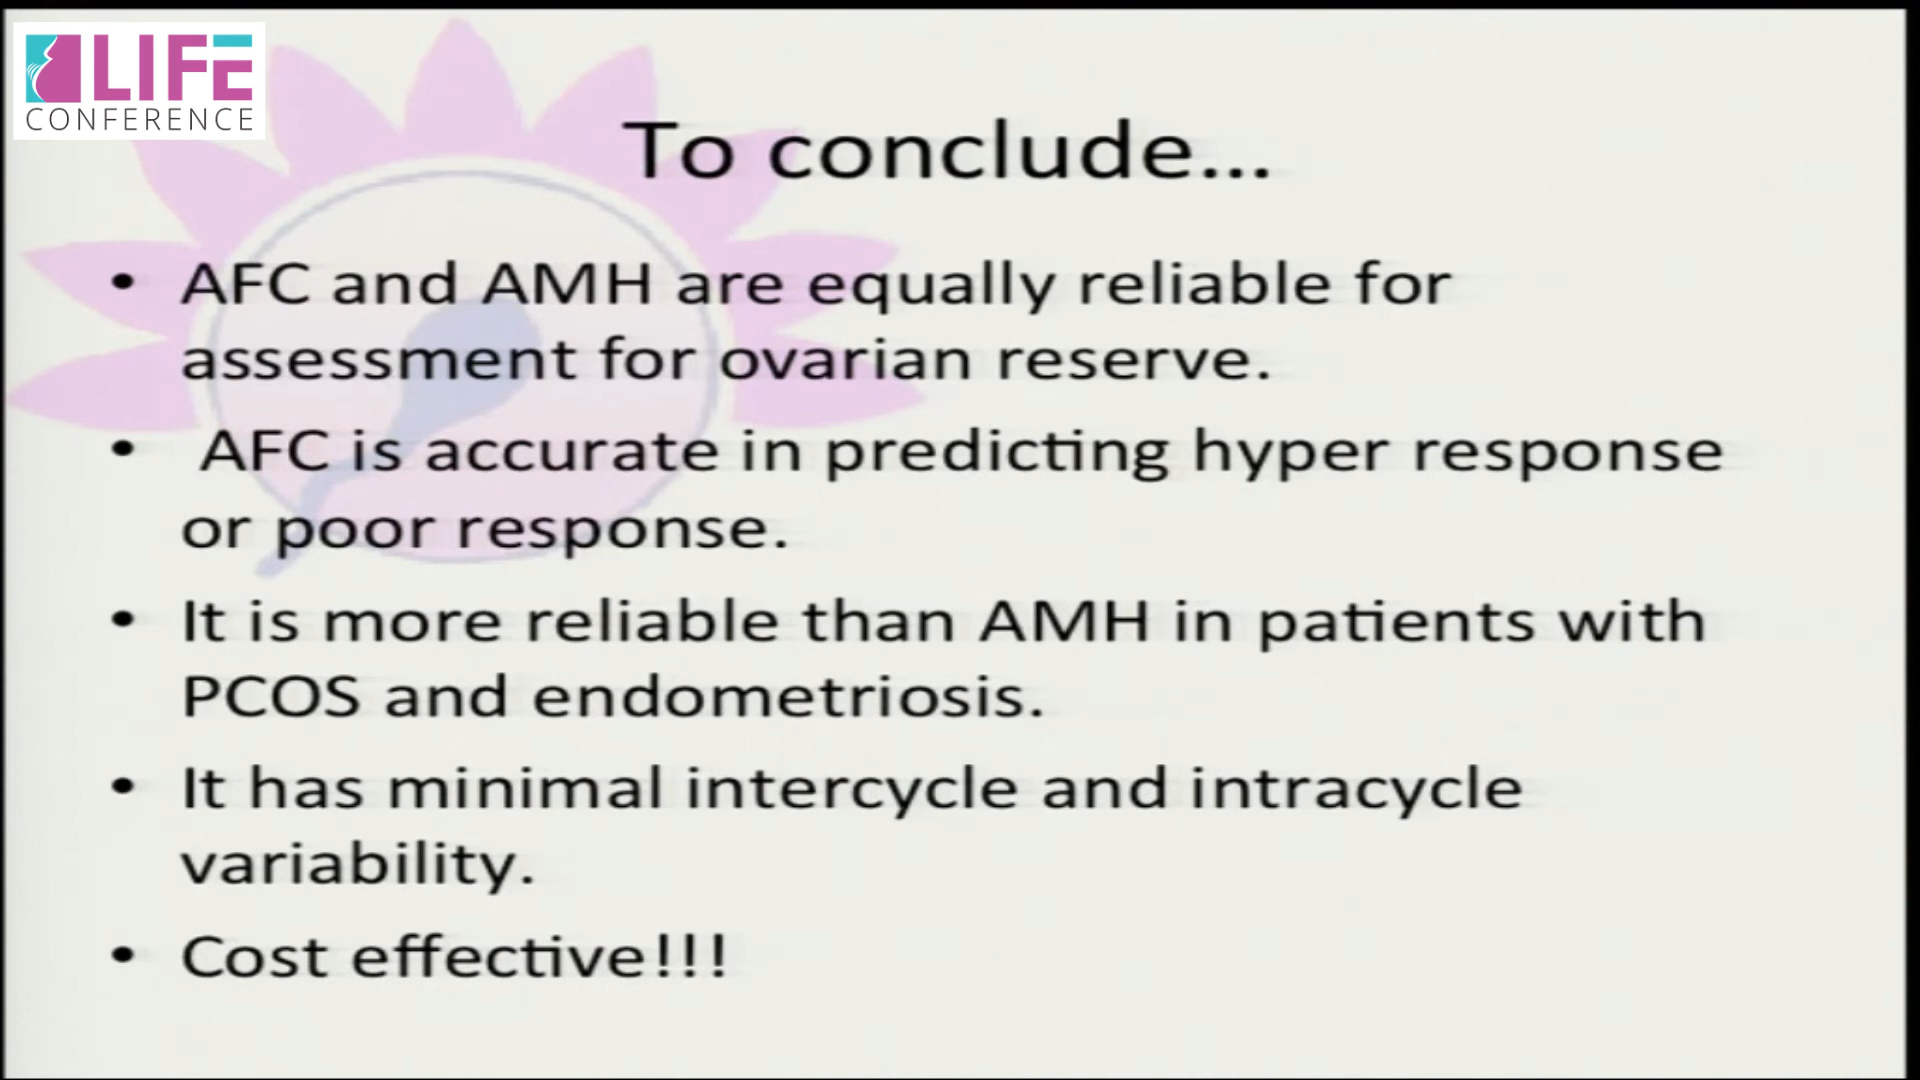 LIFE
CONFERENCE
To conclude...
• AFC and AMH are equally reliable for
assessment for ovarian reserve.
• AFC is accurate in predicting hyper response
or poor response.
• It is more reliable than AMH in patients with
PCOS and endometriosis.
• It has minimal intercycle and intracycle
variability.
• Cost effective!!!